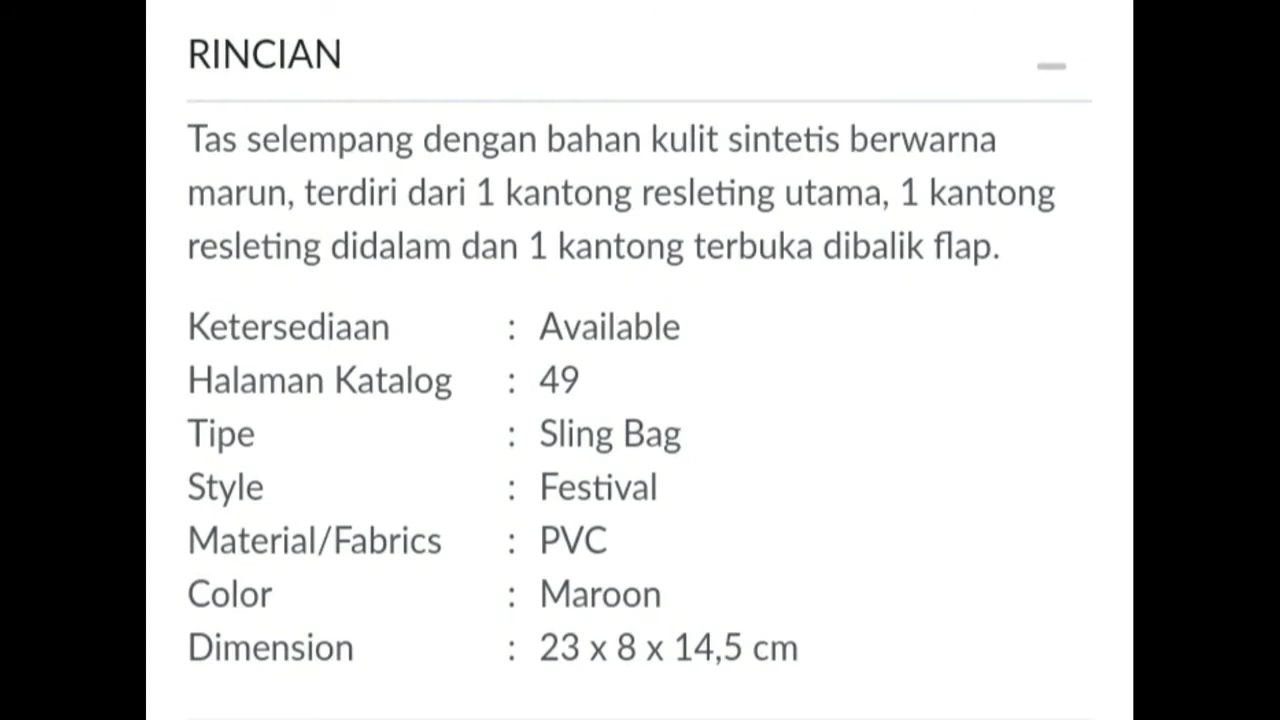 RINCIAN
Tas selempang dengan bahan kulit sintetis berwarna
marun, terdiri dari 1 kantong resleting utama, 1 kantong
resleting didalam dan 1 kantong terbuka dibalik flap.
Ketersediaan : Available
Halaman Katalog : 49
Tipe : Sling Bag
Style : Festival
Material/Fabrics : PVC
Color : Maroon
Dimension : 23 x 8 x 14,5 cm